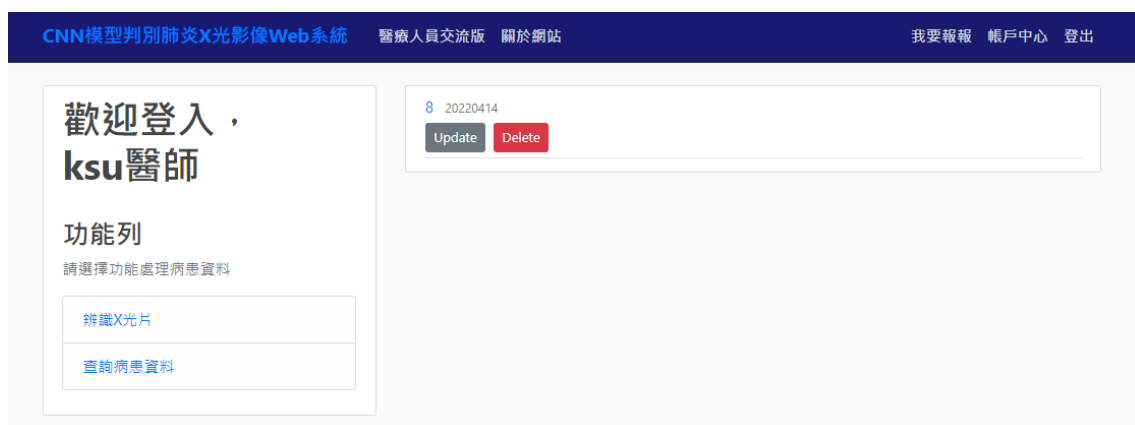 CNN模型判別肺炎X光影像Web系統 醫療人員交流版 關於網站 我要報報 帳戶中心 登出
歡迎登入，
ksu醫師
功能列
請選擇功能處理病患資料
辨識X光片
查詢病患資料
8 20220414
Update Delete